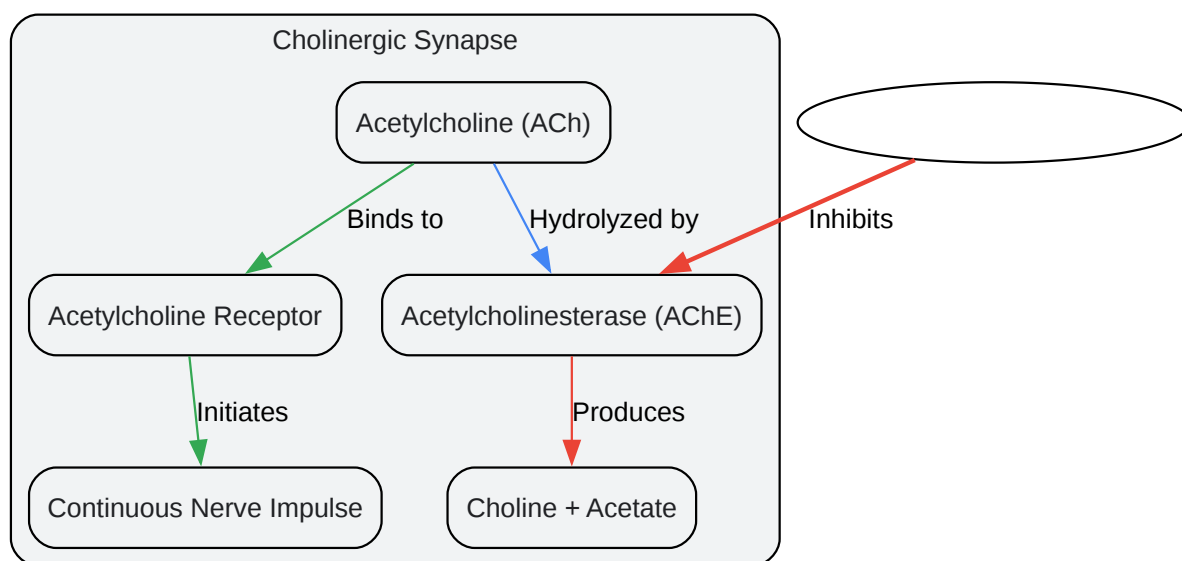 Cholinergic Synapse
Acetylcholine (ACh)
Binds to
Hydrolyzed by
Inhibits
Acetylcholine Receptor
Acetylcholinesterase (AChE)
Initiates
Produces
Continuous Nerve Impulse
Choline + Acetate